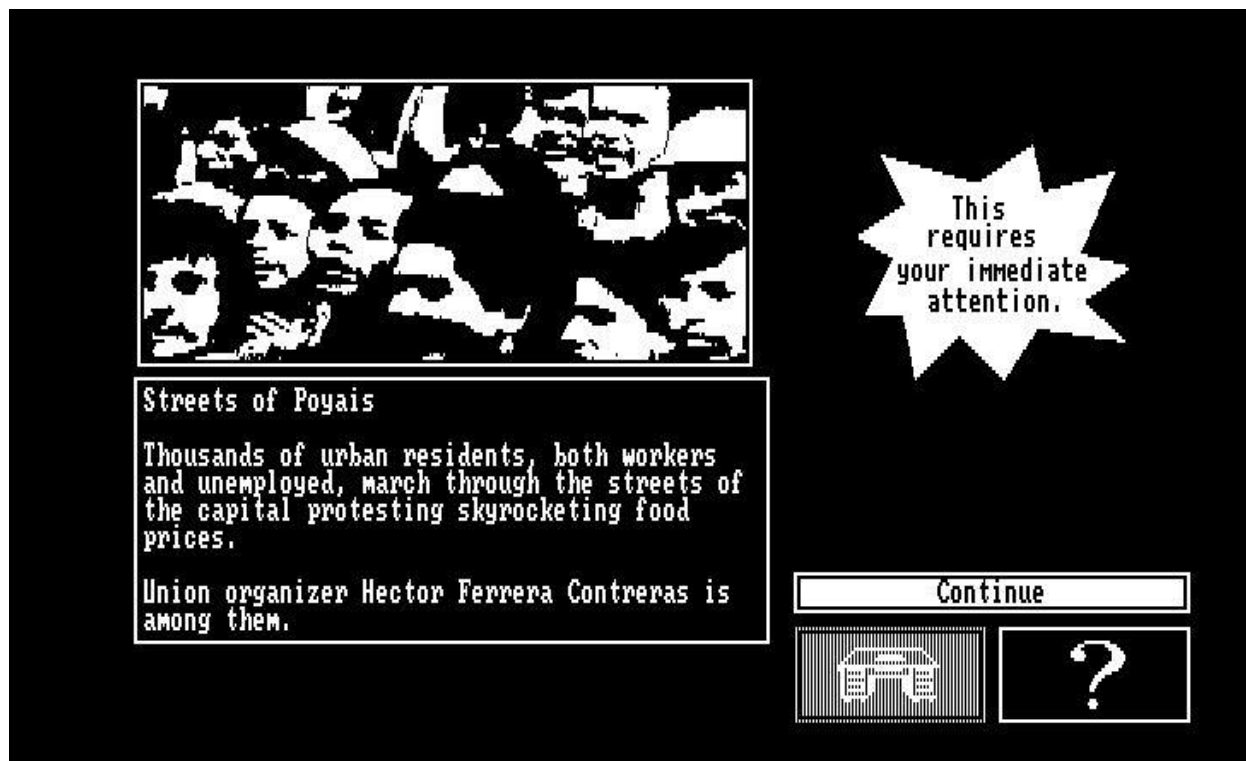 This
requires
your immediate
attention.
Streets of Poyais
Thousands of urban residents, both workers
and unemployed, march through the streets of
the capital protesting skyrocketing food
prices.
Union organizer Hector Ferrera Contreras is
among them.
Continue
?